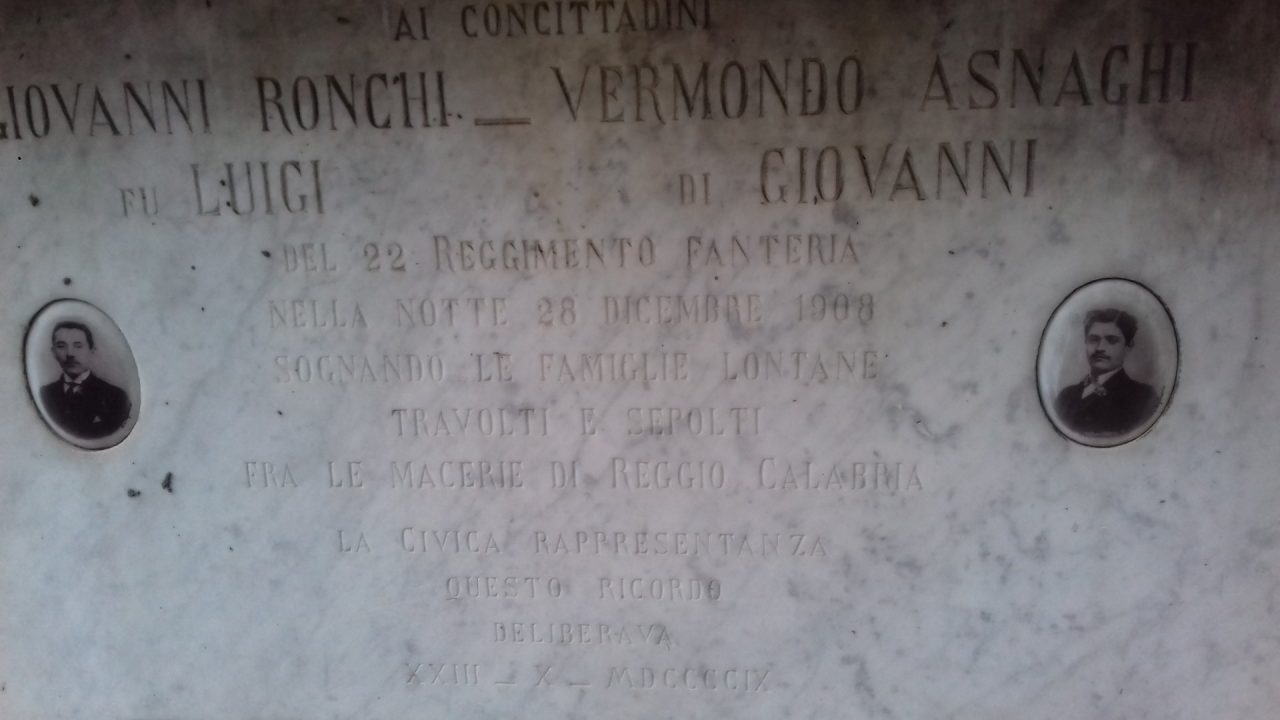 AI CONCITTADINI
GIOVANNI RONCHI _ VERMONDO ASNAGHI
FU LUIGI DI GIOVANNI
DEL 22 REGGIMENTO FANTERIA
NELLA NOTTE 28 DICEMBRE 1908
SOGNANDO LE FAMIGLIE LONTANE
TRAVOLTI E SEPOLTI
FRA LE MACERIE DI REGGIO CALABRIA
LA CIVICA RAPPRESENTANZA
QUESTO RICORDO
DELIBERAVA
XXIII _ X _ MDCCCCIX